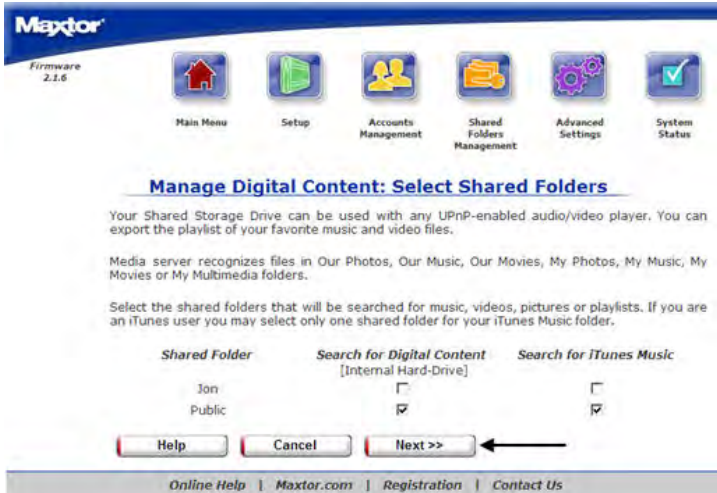 Maxtor
Firmware
2.1.6
Main Menu
Setup
Accounts
Management
Shared
Folders
Management
Advanced
Settings
System
Status
Manage Digital Content: Select Shared Folders
Your Shared Storage Drive can be used with any UPnP-enabled audio/video player. You can
export the playlist of your favorite music and video files.
Media server recognizes files in Our Photos, Our Music, Our Movies, My Photos, My Music, My
Movies or My Multimedia folders.
Select the shared folders that will be searched for music, videos, pictures or playlists. If you are
an iTunes user you may select only one shared folder for your iTunes Music folder.
Shared Folder Search for Digital Content Search for iTunes Music
[Internal Hard-Drive]
Jon
Public
Help Cancel Next >>
Online Help | Maxtor.com | Registration | Contact Us